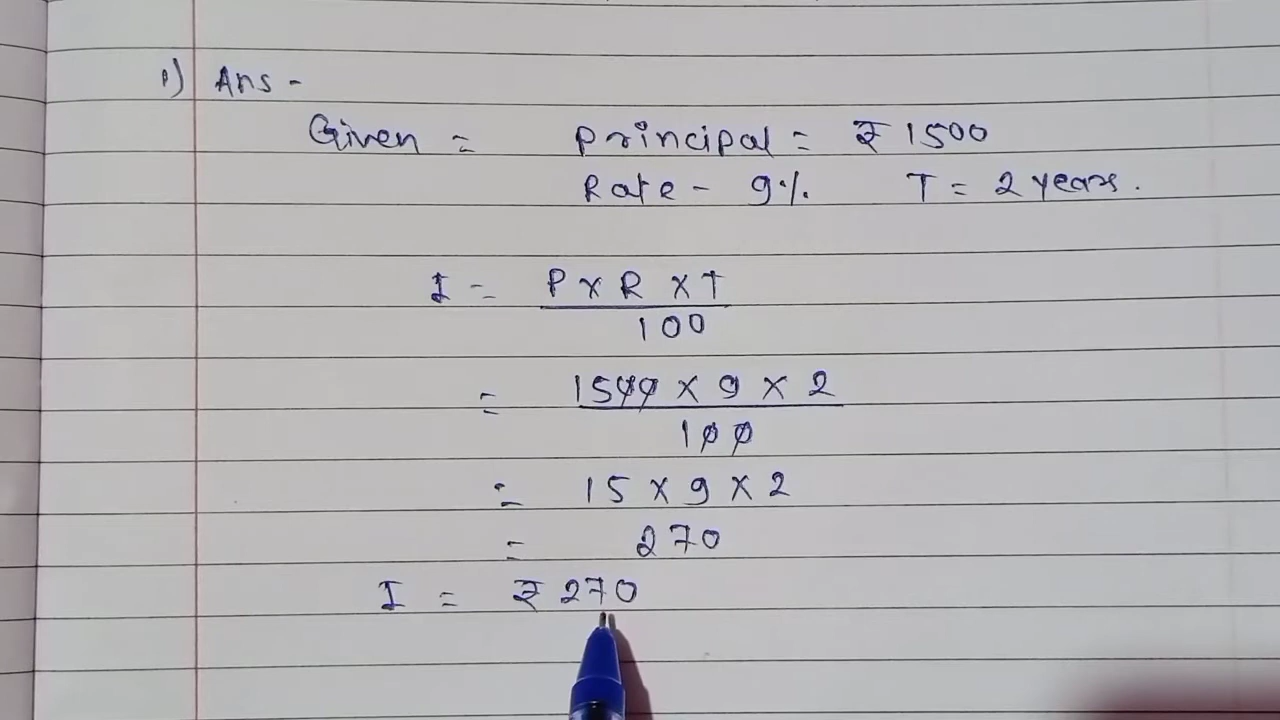 1) Ans -
Given = Principal = ₹ 1500
Rate - 9% T = 2 years.
I = P × R × T
100
= 1500 × 9 × 2
100
= 15 × 9 × 2
= 270
I = ₹ 270